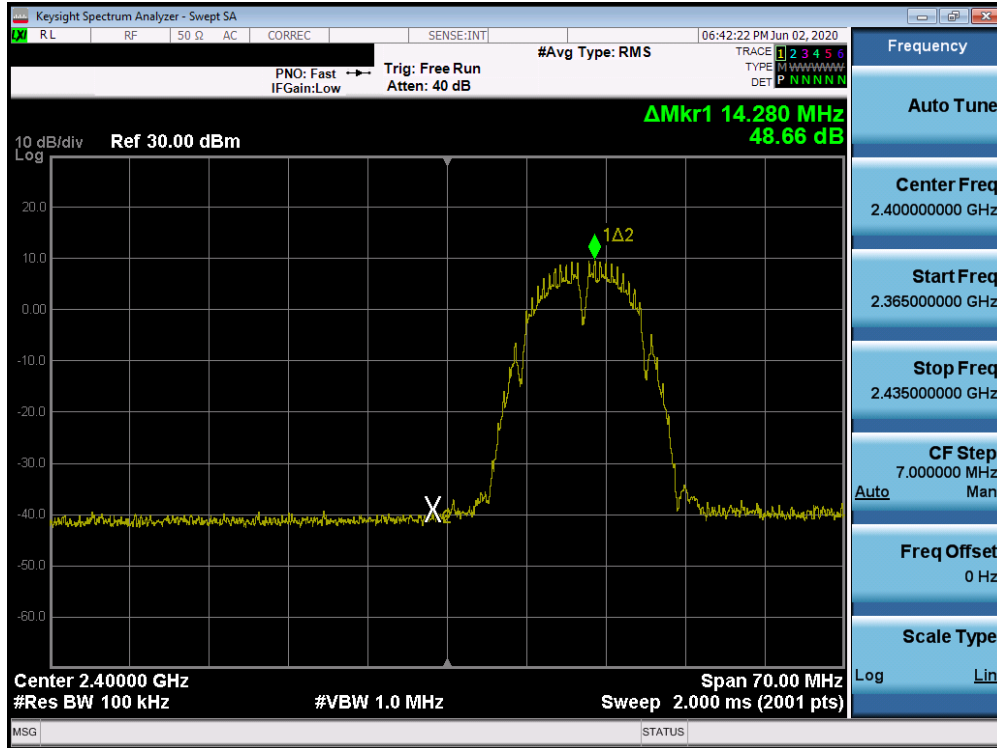 Keysight Spectrum Analyzer - Swept SA
LXI RL RF 50 Ω AC CORREC SENSE:INT 06:42:22 PM Jun 02, 2020
#Avg Type: RMS TRACE 1 2 3 4 5 6
PNO: Fast Trig: Free Run TYPE M WWWWW
IFGain:Low Atten: 40 dB DET P N N N N N
ΔMkr1 14.280 MHz
48.66 dB
10 dB/div Ref 30.00 dBm
Log
1Δ2
20.0
10.0
0.00
-10.0
-20.0
-30.0
-40.0
X
-50.0
-60.0
Center 2.40000 GHz Span 70.00 MHz
#Res BW 100 kHz #VBW 1.0 MHz Sweep 2.000 ms (2001 pts)
MSG STATUS
Frequency
Auto Tune
Center Freq
2.400000000 GHz
Start Freq
2.365000000 GHz
Stop Freq
2.435000000 GHz
CF Step
7.000000 MHz
Auto Man
Freq Offset
0 Hz
Scale Type
Log Lin